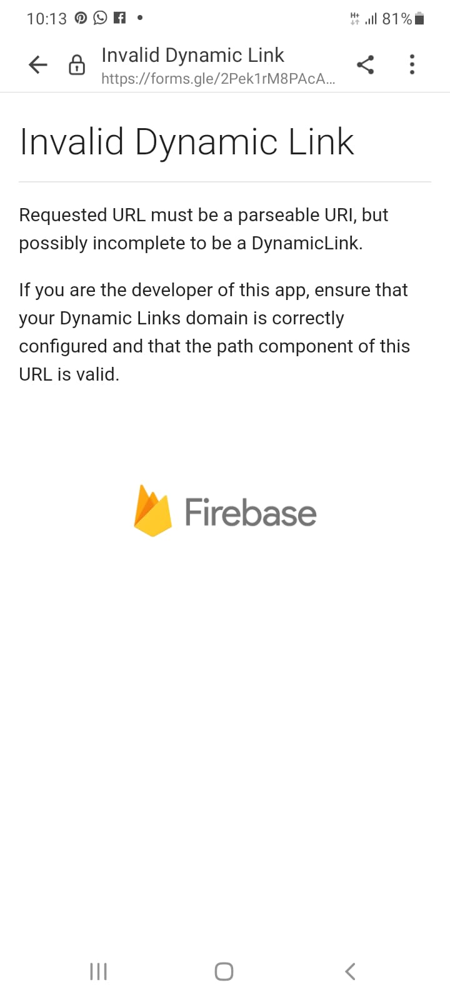 10:13
H+ 81%
Invalid Dynamic Link
https://forms.gle/2Pek1rM8PAcA...
Invalid Dynamic Link
Requested URL must be a parseable URI, but
possibly incomplete to be a DynamicLink.
If you are the developer of this app, ensure that
your Dynamic Links domain is correctly
configured and that the path component of this
URL is valid.
Firebase